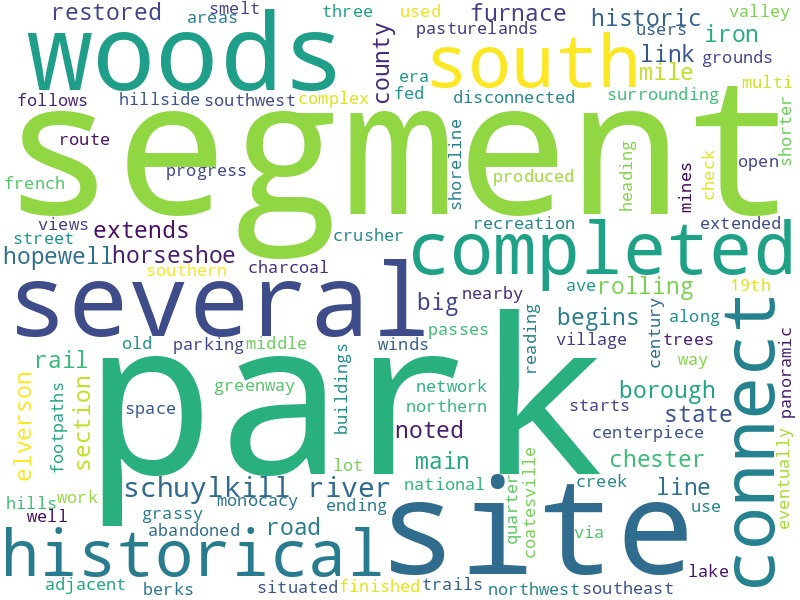 restored
smelt
areas
three
used
furnace
historic
valley
pasturelands
users
woods
south
link
iron
grounds
mile
county
era
fed
multi
follows
hillside
southwest
complex
disconnected
surrounding
segment
route
progress
shoreline
produced
heading
mines
check
open
shorter
french
views
extends
recreation
extended
street
crusher
completed
hopewell
horseshoe
southern
charcoal
several
big
nearby
ave
rolling
19th
begins
along
passes
old
parking
middle
winds
reading
village
century
trees
way
connect
panoramic
rail
park
greenway
buildings
network
northern
borough
elverson
footpaths
section
space
noted
starts
state
centerpiece
lot
main
chester
schuylkill river
national
creek
line
eventually
hills
work
monocacy
ending
quarter
coatesville
site
use
well
grassy
abandoned
road
via
historical
lake
adjacent
berks
situated
finished
trails
northwest
southeast